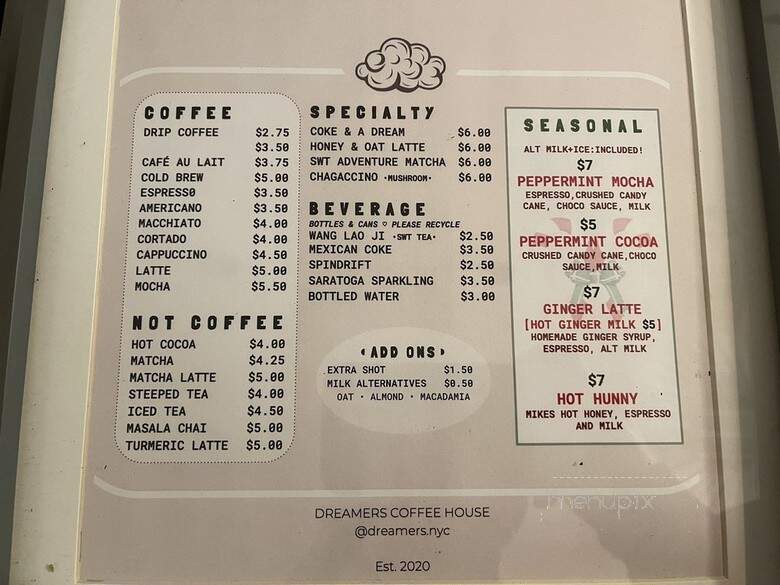 COFFEE
DRIP COFFEE $2.75
$3.50
CAFÉ AU LAIT $3.75
COLD BREW $5.00
ESPRESSO $3.50
AMERICANO $3.50
MACCHIATO $4.00
CORTADO $4.00
CAPPUCCINO $4.50
LATTE $5.00
MOCHA $5.50
NOT COFFEE
HOT COCOA $4.00
MATCHA $4.25
MATCHA LATTE $5.00
STEEPED TEA $4.00
ICED TEA $4.50
MASALA CHAI $5.00
TURMERIC LATTE $5.00
SPECIALTY
COKE & A DREAM $6.00
HONEY & OAT LATTE $6.00
SWT ADVENTURE MATCHA $6.00
CHAGACCINO •MUSHROOM• $6.00
BEVERAGE
BOTTLES & CANS ♡ PLEASE RECYCLE
WANG LAO JI •SWT TEA• $2.50
MEXICAN COKE $3.50
SPINDRIFT $2.50
SARATOGA SPARKLING $3.50
BOTTLED WATER $3.00
ADD ONS
EXTRA SHOT $1.50
MILK ALTERNATIVES $0.50
OAT • ALMOND • MACADAMIA
SEASONAL
ALT MILK+ICE:INCLUDED!
$7
PEPPERMINT MOCHA
ESPRESSO,CRUSHED CANDY
CANE, CHOCO SAUCE, MILK
$5
PEPPERMINT COCOA
CRUSHED CANDY CANE,CHOCO
SAUCE,MILK
$7
GINGER LATTE
[HOT GINGER MILK $5]
HOMEMADE GINGER SYRUP,
ESPRESSO, ALT MILK
$7
HOT HUNNY
MIKES HOT HONEY, ESPRESSO
AND MILK
menupix
DREAMERS COFFEE HOUSE
@dreamers.nyc
Est. 2020